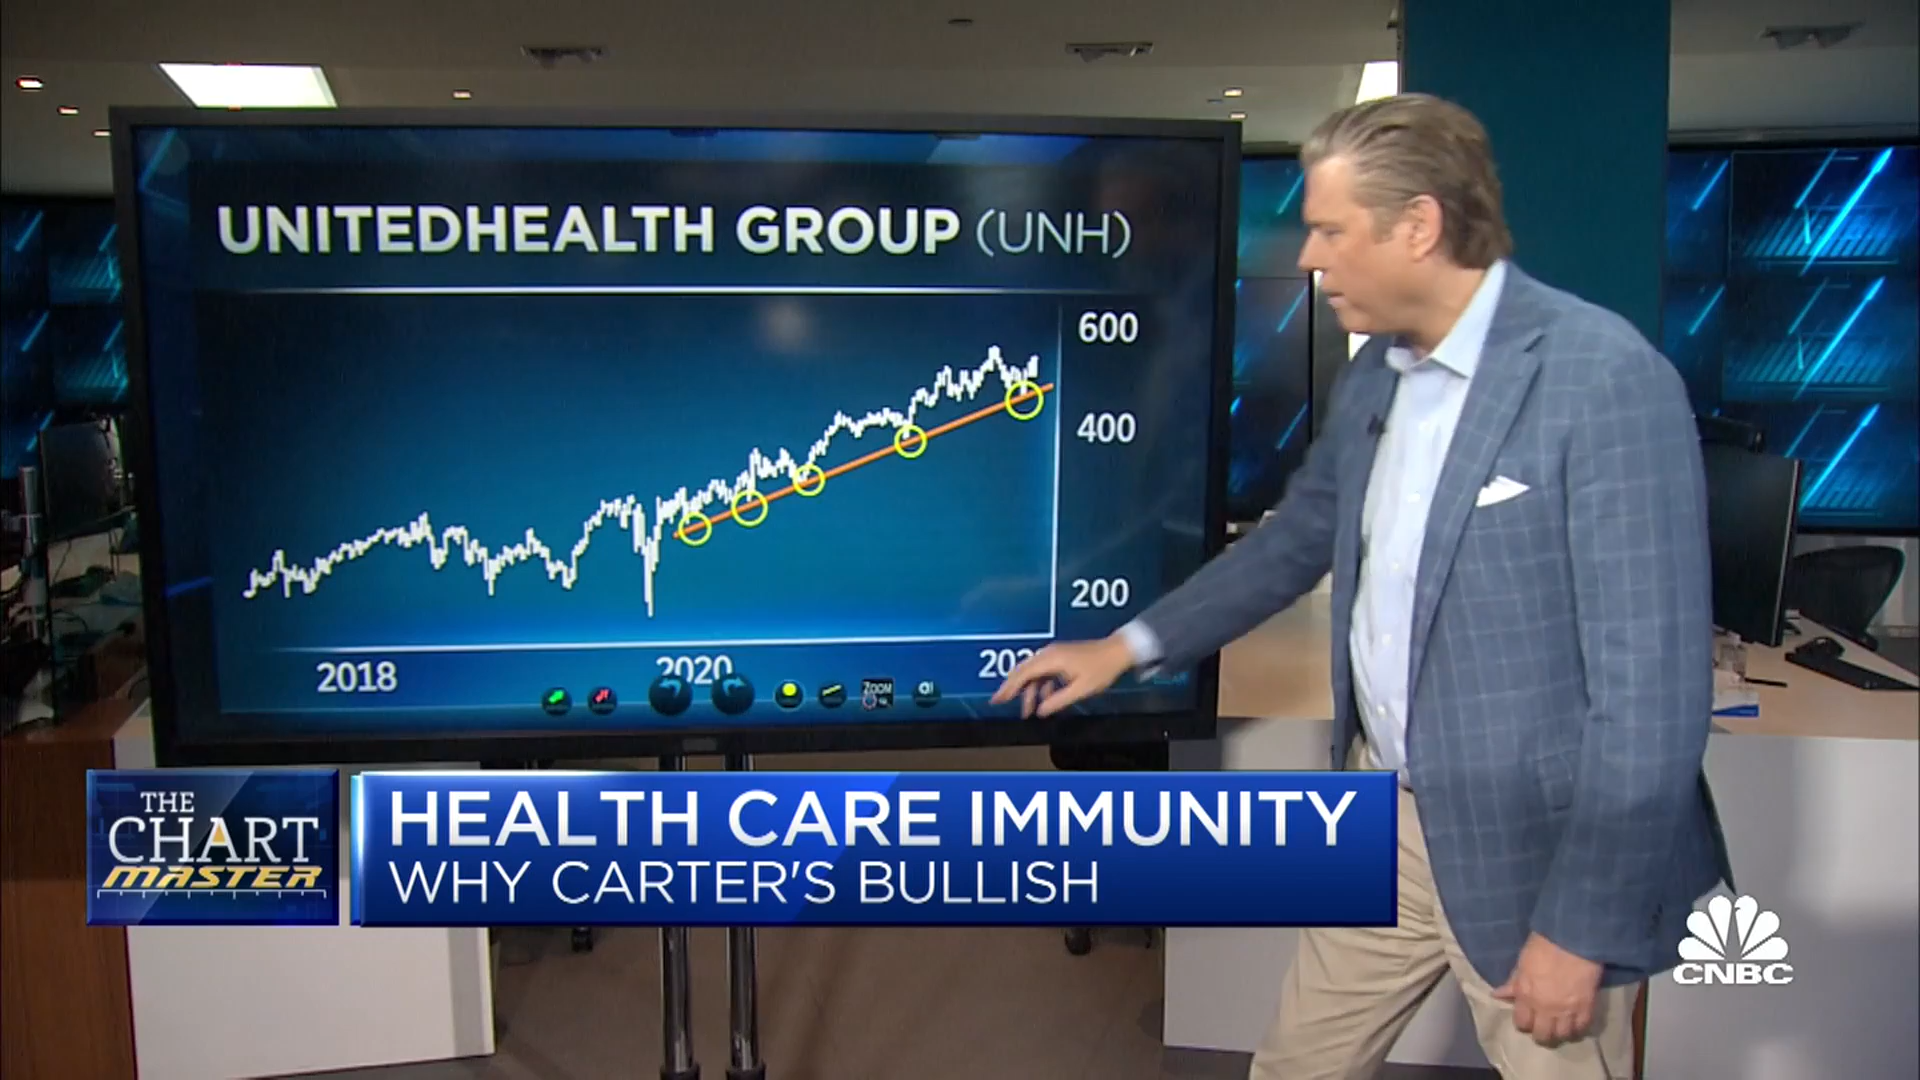 UNITEDHEALTH GROUP (UNH)
600
400
200
2018
2020
ZOOM
THE
CHART
MASTER
HEALTH CARE IMMUNITY
WHY CARTER'S BULLISH
CNBC